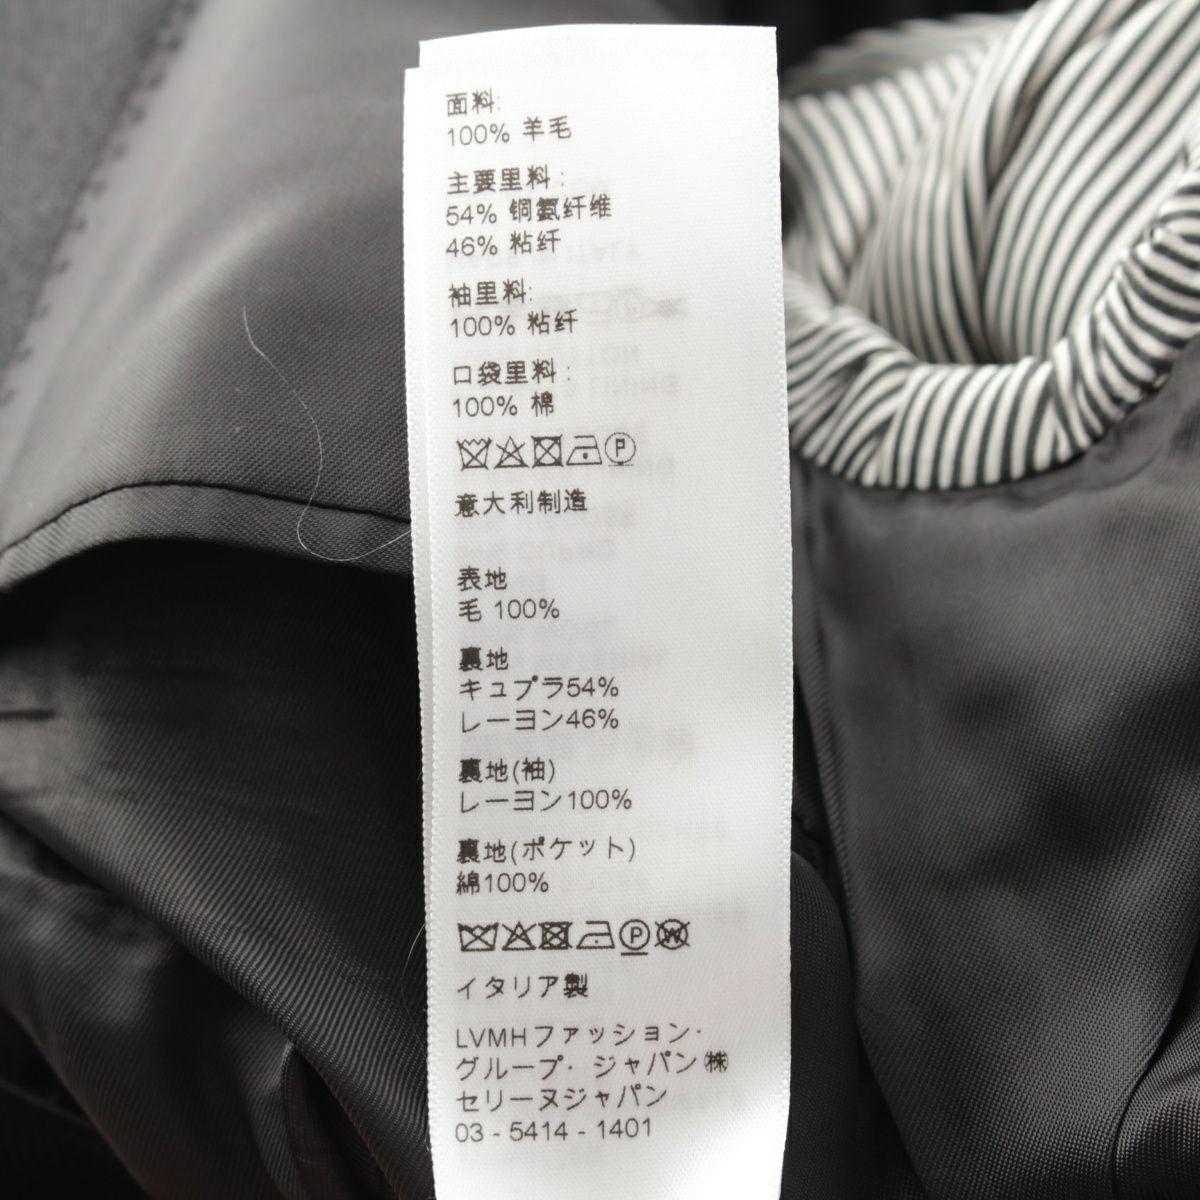 面料:
100% 羊毛
主要里料:
54% 铜氨纤维
46% 粘纤
袖里料:
100% 粘纤
口袋里料:
100% 棉
P
意大利制造
表地
毛 100%
裏地
キュプラ54%
レーヨン46%
裏地(袖)
レーヨン100%
裏地(ポケット)
綿100%
P W
イタリア製
LVMHファッション·
グループ· ジャパン㈱
セリーヌジャパン
03 - 5414 - 1401